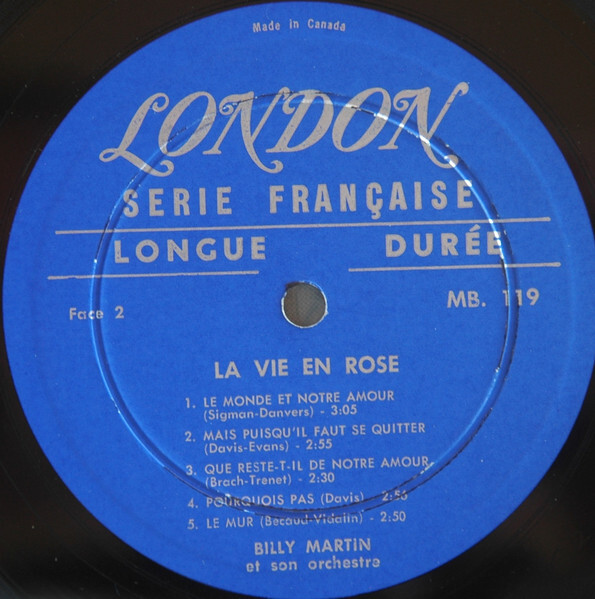 Made in Canada
LONDON
SERIE FRANÇAISE
LONGUE DURÉE
Face 2 MB. 119
LA VIE EN ROSE
1. LE MONDE ET NOTRE AMOUR
(Sigman-Danvers) - 3:05
2. MAIS PUISQU'IL FAUT SE QUITTER
(Davis-Evans) - 2:55
3. QUE RESTE-T-IL DE NOTRE AMOUR
(Brach-Trenet) - 2:30
4. POURQUOIS PAS (Davis) - 2:55
5. LE MUR (Becaud-Vidalin) - 2:50
BILLY MARTIN
et son orchestre